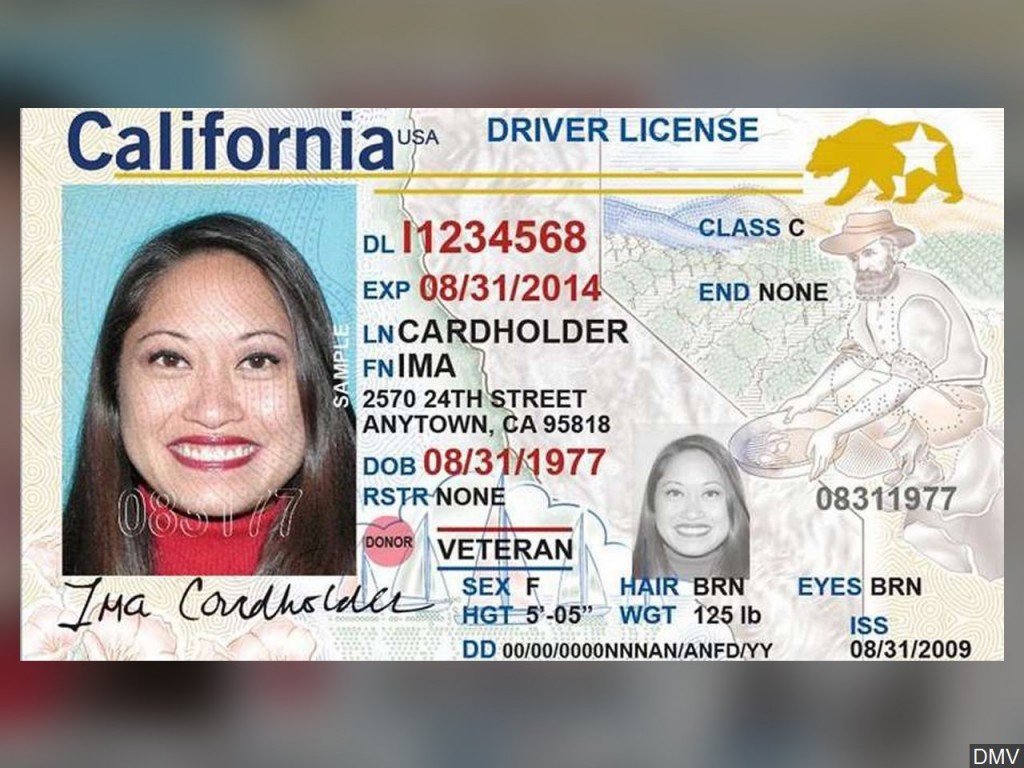 California USA DRIVER LICENSE
DL I1234568 CLASS C
EXP 08/31/2014 END NONE
LN CARDHOLDER
FN IMA
2570 24TH STREET
ANYTOWN, CA 95818
DOB 08/31/1977
RSTR NONE 08311977
DONOR VETERAN
SEX F HAIR BRN EYES BRN
HGT 5'-05" WGT 125 lb ISS
DD 00/00/0000NNNAN/ANFD/YY 08/31/2009
SAMPLE
083177
Ima Cardholder
DMV